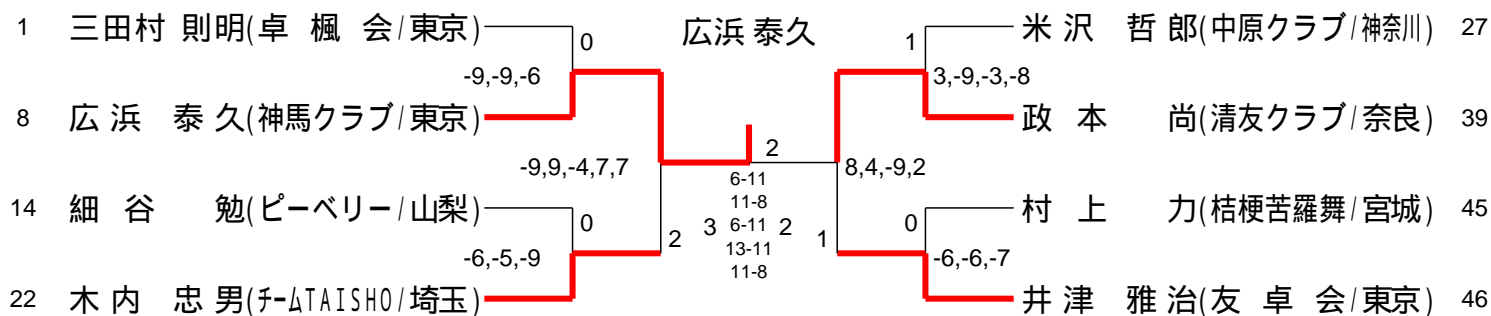 1 三田村 則明(卓 楓 会/東京)
0
広浜 泰久
1
米沢 哲郎(中原クラブ/神奈川) 27
-9,-9,-6
3,-9,-3,-8
8 広浜 泰久(神馬クラブ/東京)
政本 尚(清友クラブ/奈良) 39
-9,9,-4,7,7
2
8,4,-9,2
6-11
11-8
6-11
13-11
11-8
3
2
14 細谷 勉(ピーベリー/山梨)
0
2
1
0
村上 力(桔梗苦羅舞/宮城) 45
-6,-5,-9
-6,-6,-7
22 木内 忠男(チームTAISHO/埼玉)
井津 雅治(友 卓 会/東京) 46